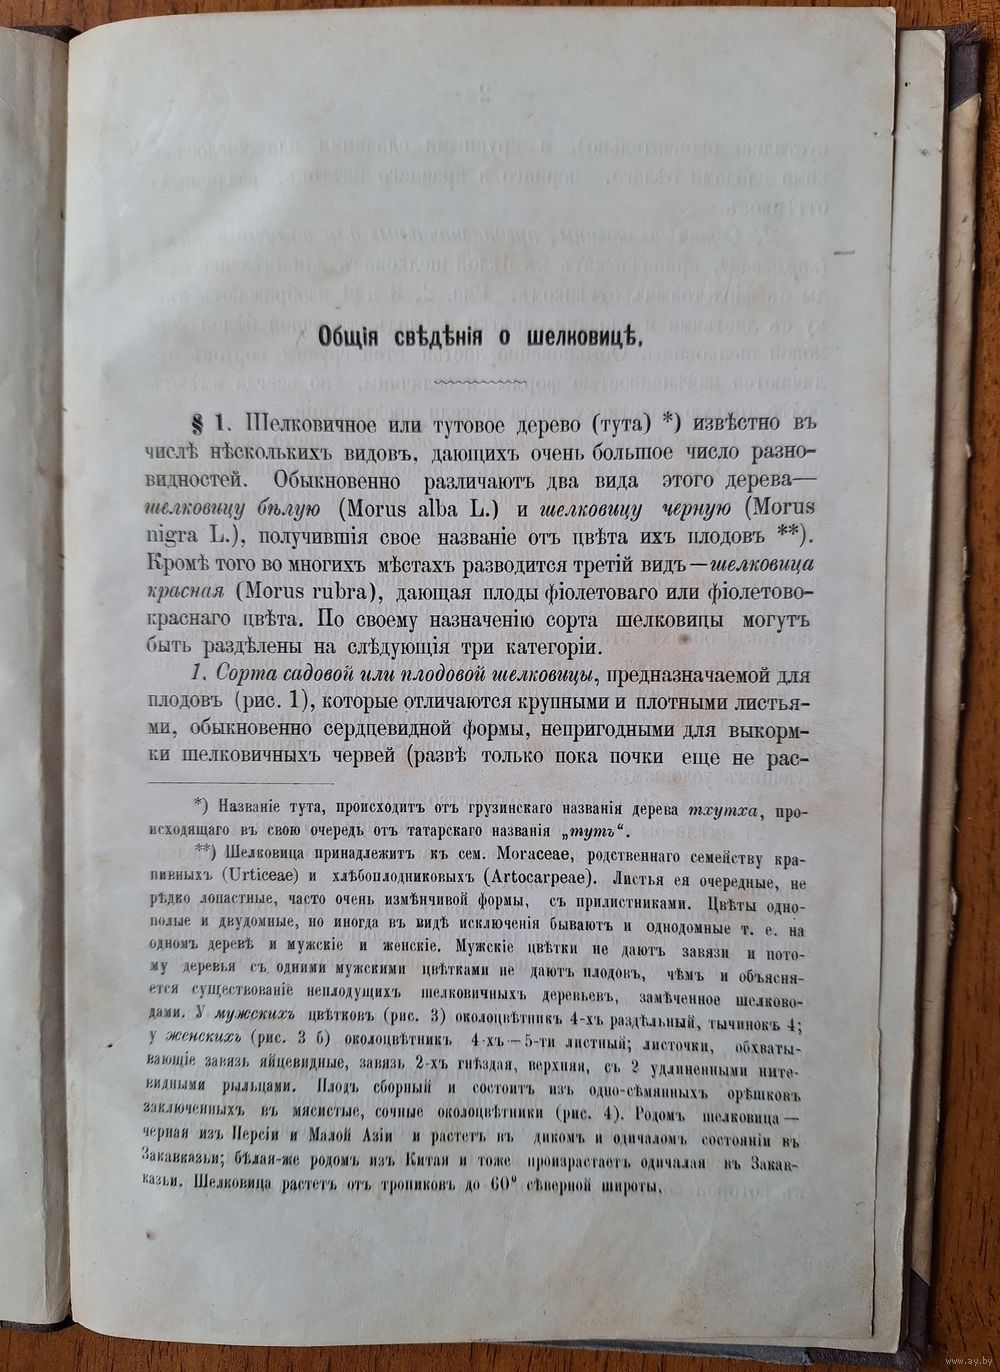 Общія свѣдѣнія о шелковицѣ.
§ 1. Шелковичное или тутовое дерево (тута) *) извѣстно въ
числѣ нѣсколькихъ видовъ, дающихъ очень большое число разно-
видностей. Обыкновенно различаютъ два вида этого дерева—
шелковицу бѣлую (Morus alba L.) и шелковицу черную (Morus
nigra L.), получившія свое названіе отъ цвѣта ихъ плодовъ **).
Кромѣ того во многихъ мѣстахъ разводится третій видъ—шелковица
красная (Morus rubra), дающая плоды фіолетоваго или фіолетово-
краснаго цвѣта. По своему назначенію сорта шелковицы могутъ
быть раздѣлены на слѣдующія три категоріи.
1. Сорта садовой или плодовой шелковицы, предназначаемой для
плодовъ (рис. 1), которые отличаются крупными и плотными листья-
ми, обыкновенно сердцевидной формы, непригодными для выкорм-
ки шелковичныхъ червей (развѣ только пока почки еще не рас-
*) Названіе тута, происходитъ отъ грузинскаго названія дерева тхутха, про-
исходящаго въ свою очередь отъ татарскаго названія „тутъ“.
**) Шелковица принадлежитъ къ сем. Moraceae, родственнаго семейству кра-
пивныхъ (Urticeae) и хлѣбоплодниковыхъ (Artocarpeae). Листья ея очередные, не
рѣдко лопастные, часто очень измѣнчивой формы, съ прилистниками. Цвѣты одно-
полые и двудомные, но иногда въ видѣ исключенія бываютъ и однодомные т. е. на
одномъ деревѣ и мужскіе и женскіе. Мужскіе цвѣтки не даютъ завязи и пото-
му деревья съ одними мужскими цвѣтками не даютъ плодовъ, чѣмъ и объясня-
ется существованіе неплодущихъ шелковичныхъ деревьевъ, замѣченное шелково-
дами. У мужскихъ цвѣтковъ (рис. 3) околоцвѣтникъ 4-хъ раздѣльный, тычинокъ 4;
у женскихъ (рис. 3 б) околоцвѣтникъ 4-хъ—5-ти листный; листочки, обхваты-
вающіе завязь яйцевидные, завязь 2-хъ гнѣздая, верхняя, съ 2 удлиненными ните-
видными рыльцами. Плодъ сборный и состоитъ изъ одно-сѣмянныхъ орѣшковъ
заключенныхъ въ мясистые, сочные околоцвѣтники (рис. 4). Родомъ шелковица—
черная изъ Персіи и Малой Азіи и растетъ въ дикомъ и одичаломъ состояніи въ
Закавказьи; бѣлая-же родомъ изъ Китая и тоже произрастаетъ одичалая въ Закав-
казьи. Шелковица растетъ отъ тропиковъ до 60° сѣверной широты.
www.ay.by